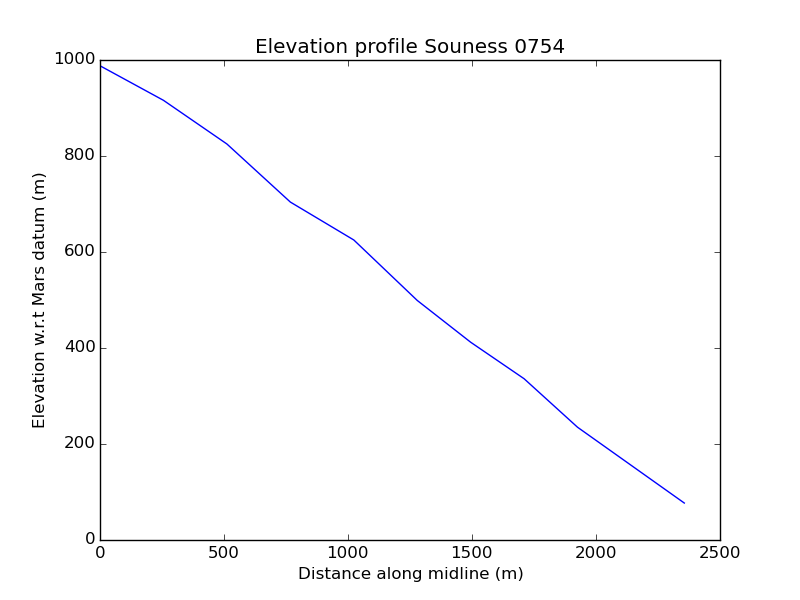 Elevation profile Souness 0754
1000
800
600
400
200
0
Elevation w.r.t Mars datum (m)
0 500 1000 1500 2000 2500
Distance along midline (m)